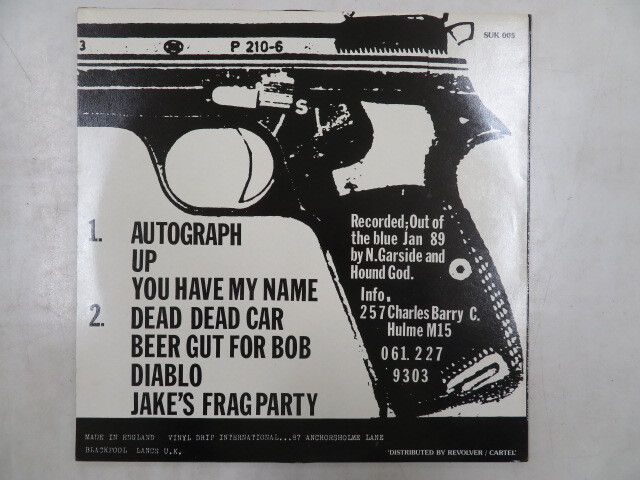 3 P 210-6
SUK 005
S
1. AUTOGRAPH
UP
YOU HAVE MY NAME
2. DEAD DEAD CAR
BEER GUT FOR BOB
DIABLO
JAKE'S FRAG PARTY
Recorded;Out of
the blue Jan 89
by N.Garside and
Hound God.
Info.
257 Charles Barry C.
Hulme M15
061. 227
9303
MADE IN ENGLAND VINYL DRIP INTERNATIONAL...97 ANCHORSHOLME LANE
BLACKPOOL LANCS U.K.
'DISTRIBUTED BY REVOLVER / CARTEL'